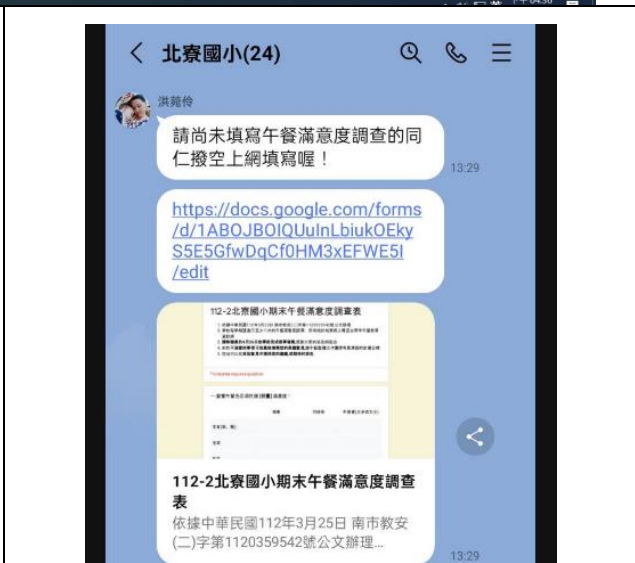 北寮國小(24)
洪菀伶
請尚未填寫午餐滿意度調查的同
仁撥空上網填寫喔！
13:29
https://docs.google.com/forms
/d/1ABOJBOIQUuInLbiukOEky
S5E5GfwDqCf0HM3xEFWE5I
/edit
112-2北寮國小期末午餐滿意度調查表
112-2北寮國小期末午餐滿意度調查
表
依據中華民國112年3月25日 南市教安
(二)字第1120359542號公文辦理...
13:29